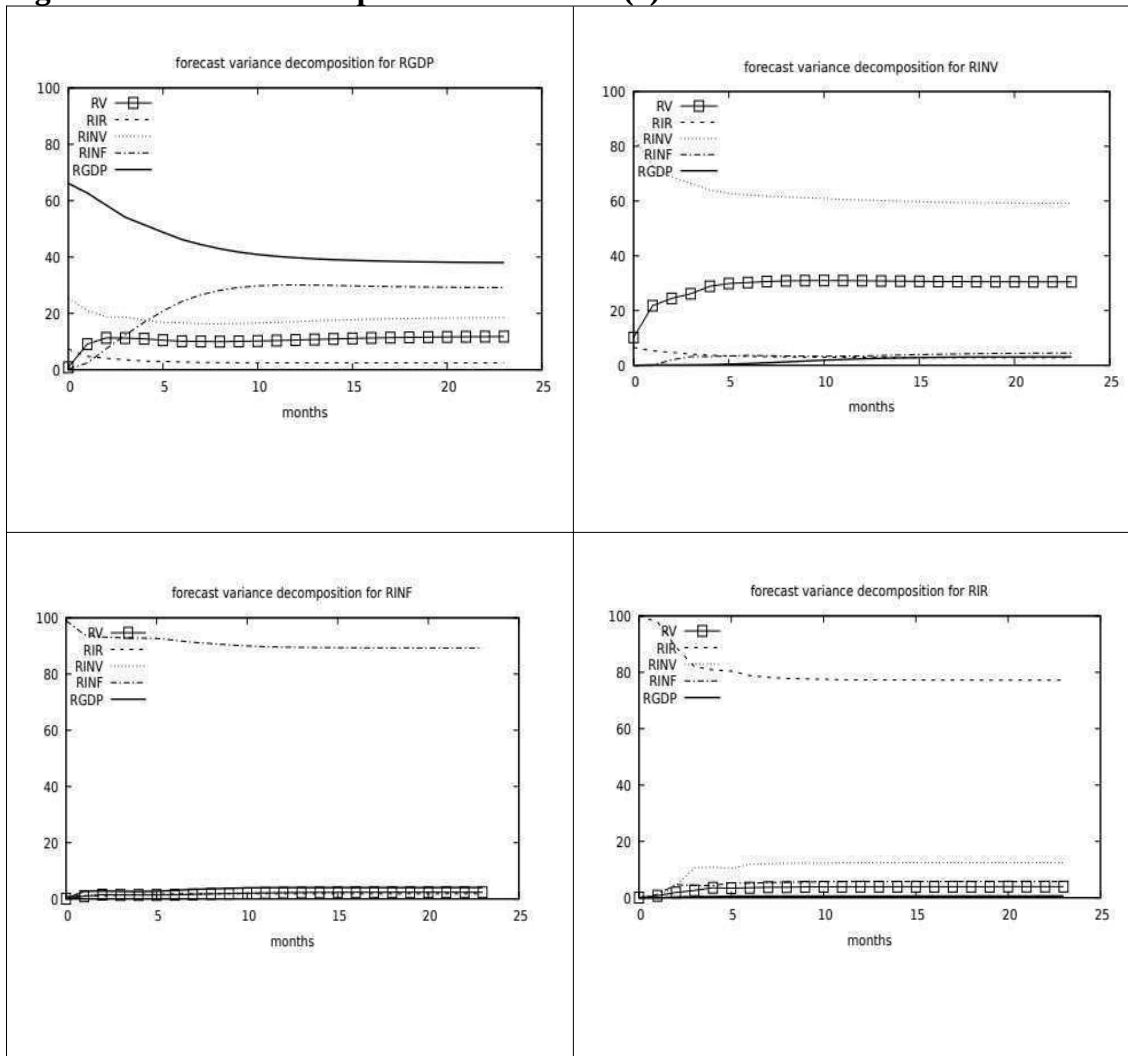 forecast variance decomposition for RGDP
100
80
60
40
20
0
RV
RIR
RINV
RINF
RGDP
0 5 10 15 20 25
months
forecast variance decomposition for RINV
100
80
60
40
20
0
RV
RIR
RINV
RINF
RGDP
0 5 10 15 20 25
months
forecast variance decomposition for RINF
100
80
60
40
20
0
RV
RIR
RINV
RINF
RGDP
0 5 10 15 20 25
months
forecast variance decomposition for RIR
100
80
60
40
20
0
RV
RIR
RINV
RINF
RGDP
0 5 10 15 20 25
months